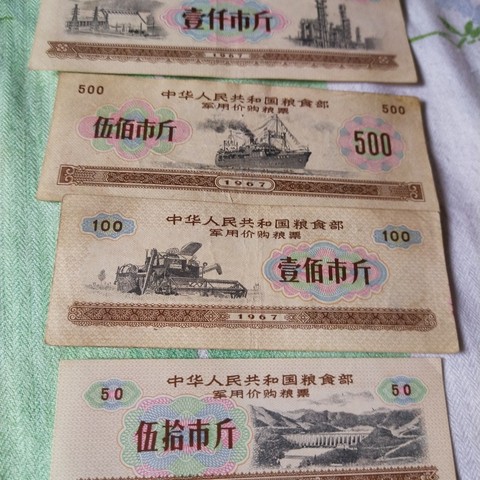 壹仟市斤
1967
中华人民共和国粮食部
500 军用价购粮票 500
伍佰市斤 500
1967
中华人民共和国粮食部
100 军用价购粮票 100
壹佰市斤
1967
中华人民共和国粮食部
50 军用价购粮票 50
伍拾市斤